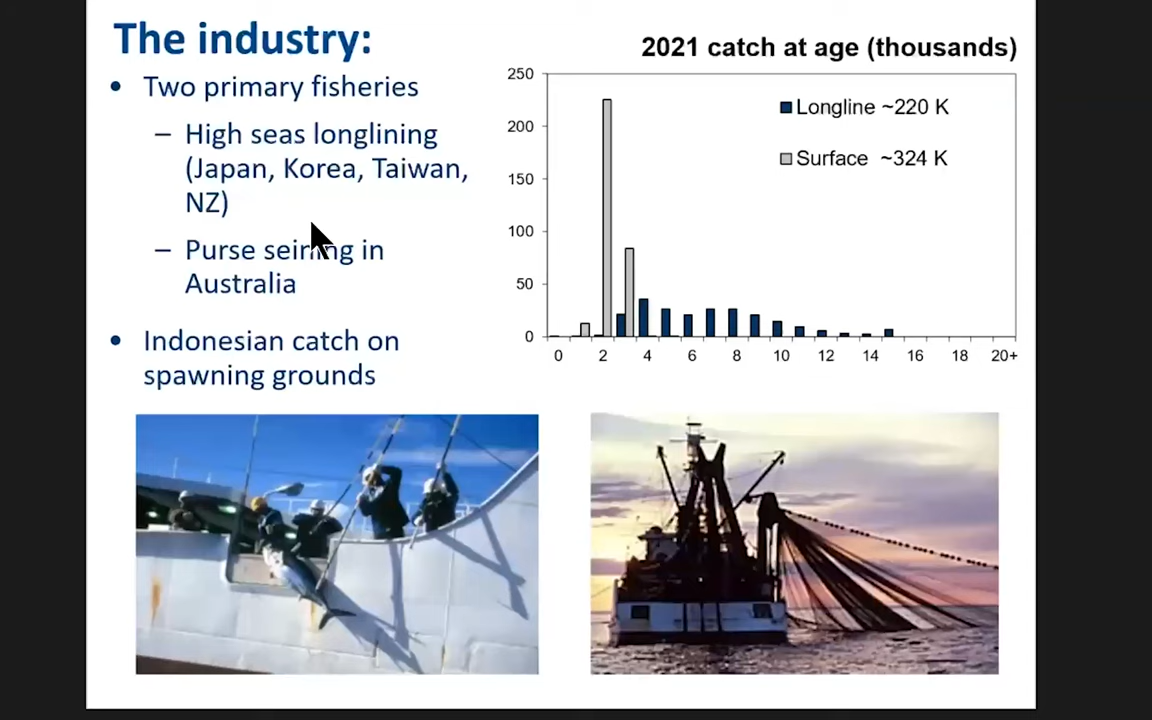 The industry:
• Two primary fisheries
– High seas longlining
(Japan, Korea, Taiwan,
NZ)
– Purse seining in
Australia
• Indonesian catch on
spawning grounds
2021 catch at age (thousands)
250
200
150
100
50
0
Longline ~220 K
Surface ~324 K
0 2 4 6 8 10 12 14 16 18 20+